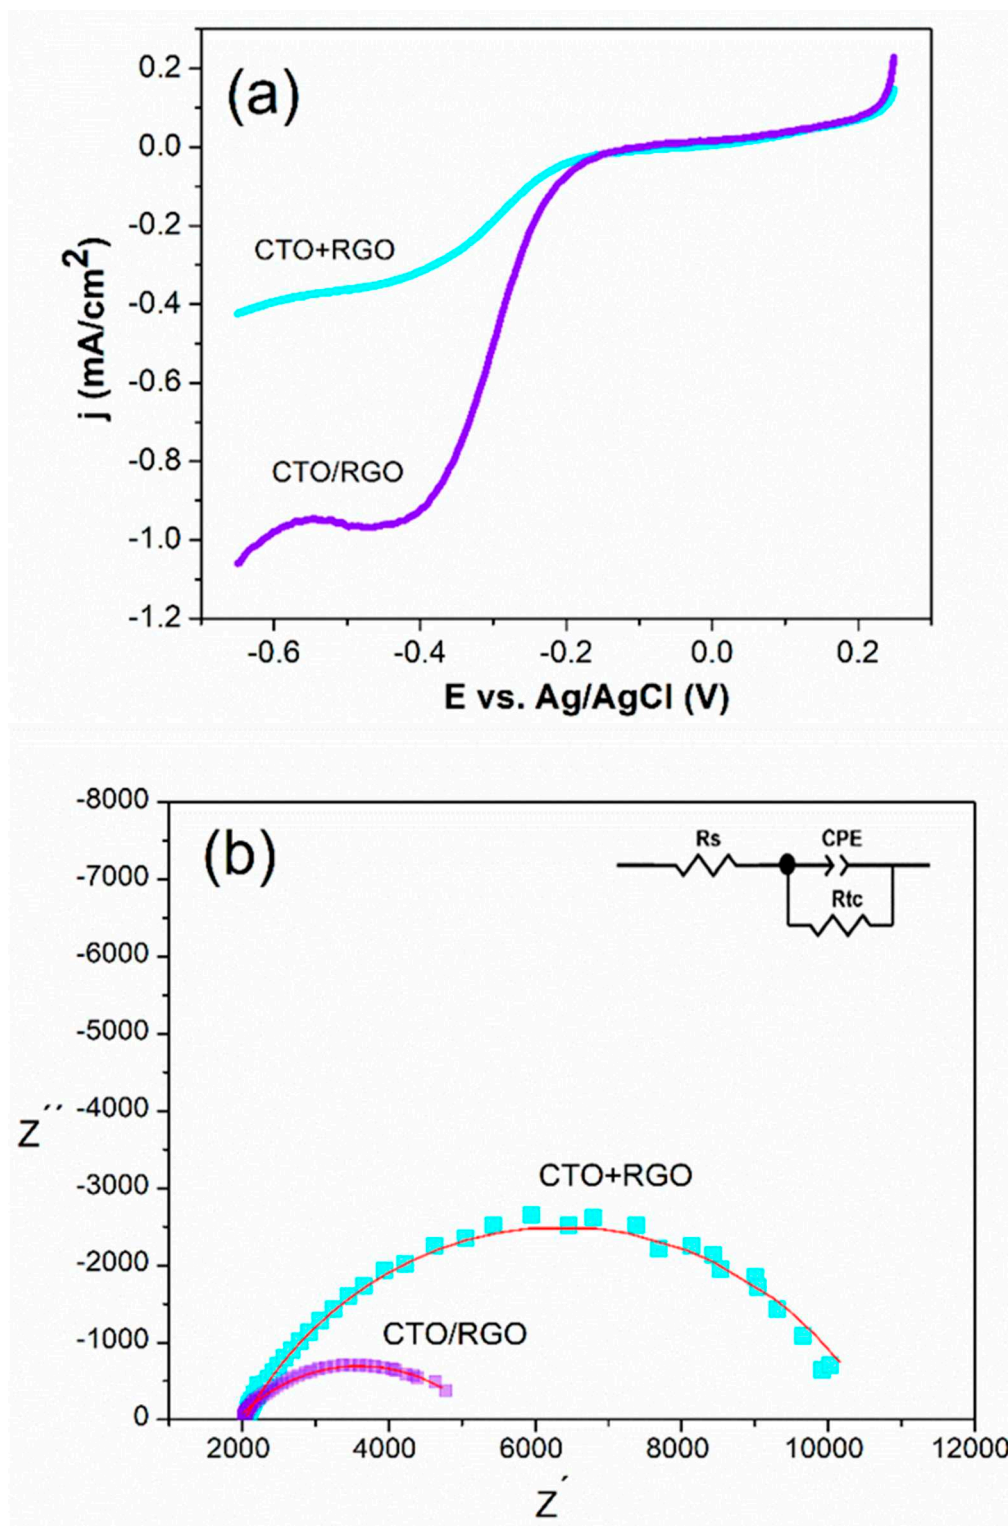 (a)
0.2
0.0
-0.2
-0.4
-0.6
-0.8
-1.0
-1.2
j (mA/cm²)
CTO+RGO
CTO/RGO
-0.6 -0.4 -0.2 0.0 0.2
E vs. Ag/AgCl (V)
(b)
Rs CPE
Rtc
-8000
-7000
-6000
-5000
-4000
-3000
-2000
-1000
0
Z´´
CTO+RGO
CTO/RGO
2000 4000 6000 8000 10000 12000
Z´